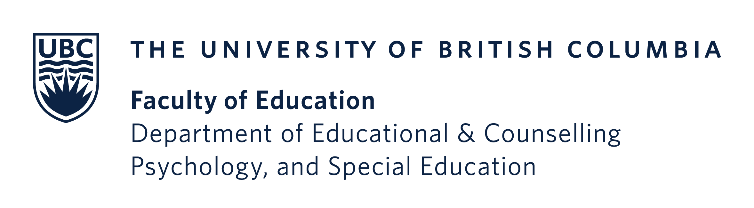 UBC
THE UNIVERSITY OF BRITISH COLUMBIA
Faculty of Education
Department of Educational & Counselling
Psychology, and Special Education